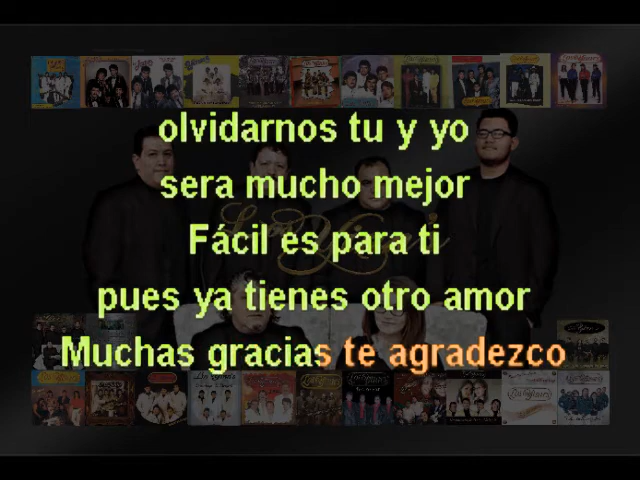 olvidarnos tu y yo
sera mucho mejor
Fácil es para ti
pues ya tienes otro amor
Muchas gracias te agradezco